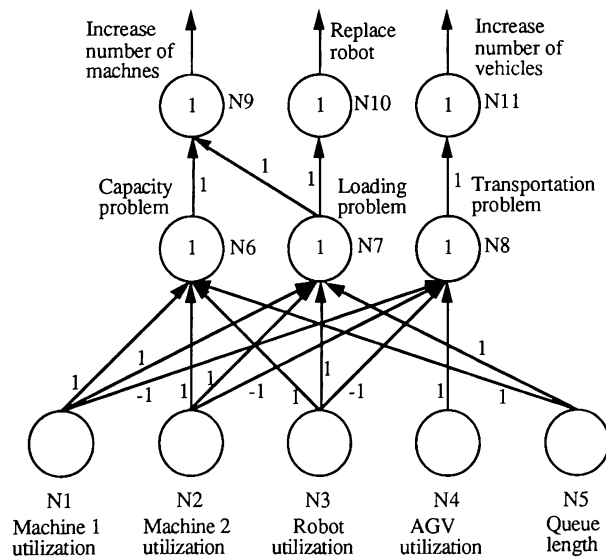 Increase
number of
machnes
Replace
robot
Increase
number of
vehicles
1
N9
1
N10
1
N11
1
1
1
1
Capacity
problem
Loading
problem
Transportation
problem
1
N6
1
N7
1
N8
1
1
1
-1
1
1
-1
1
1
-1
1
1
1
N1
N2
N3
N4
N5
Machine 1
utilization
Machine 2
utilization
Robot
utilization
AGV
utilization
Queue
length